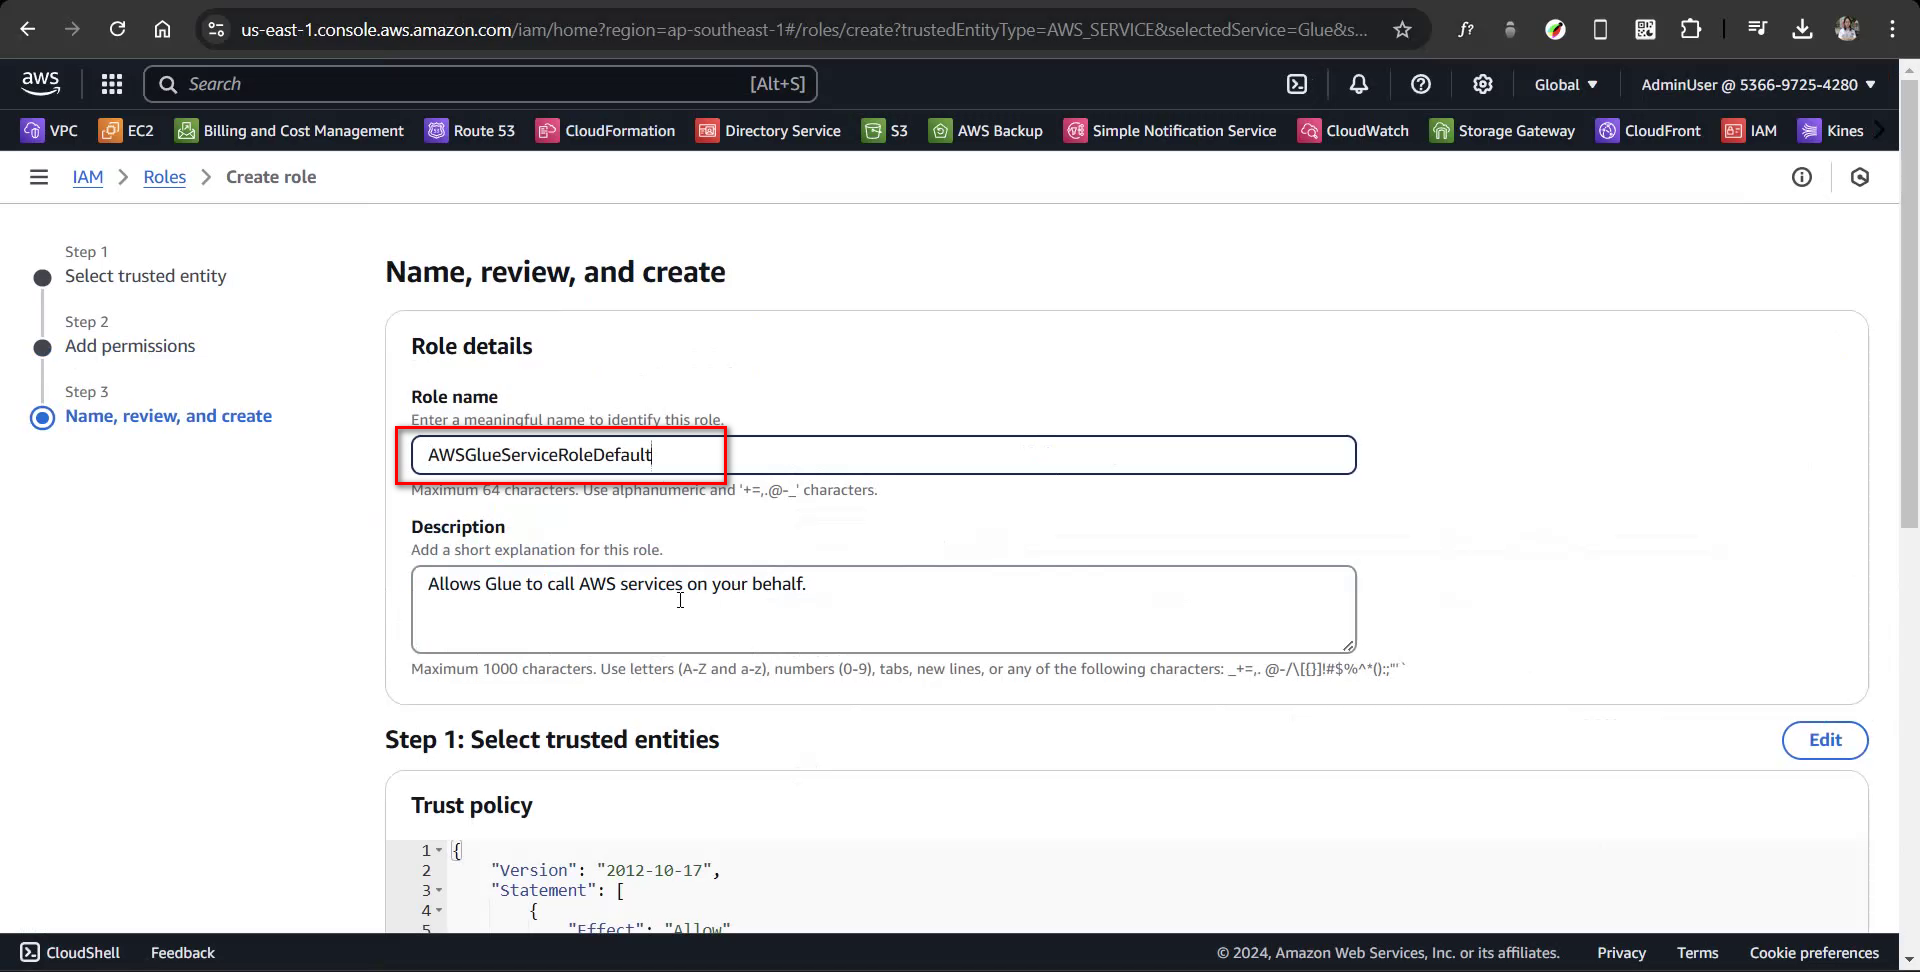 us-east-1.console.aws.amazon.com/iam/home?region=ap-southeast-1#/roles/create?trustedEntityType=AWS_SERVICE&selectedService=Glue&s...
aws
Search
[Alt+S]
Global
AdminUser @ 5366-9725-4280
VPC
EC2
Billing and Cost Management
Route 53
CloudFormation
Directory Service
S3
AWS Backup
Simple Notification Service
CloudWatch
Storage Gateway
CloudFront
IAM
Kines
IAM
Roles
Create role
Step 1
Select trusted entity
Step 2
Add permissions
Step 3
Name, review, and create
Name, review, and create
Role details
Role name
Enter a meaningful name to identify this role.
AWSGlueServiceRoleDefault
Maximum 64 characters. Use alphanumeric and '+=,.@-_' characters.
Description
Add a short explanation for this role.
Allows Glue to call AWS services on your behalf.
Maximum 1000 characters. Use letters (A-Z and a-z), numbers (0-9), tabs, new lines, or any of the following characters: _+=,. @-/\[{}]!#$%^*();:"'`
Step 1: Select trusted entities
Edit
Trust policy
1 {
2 "Version": "2012-10-17",
3 "Statement": [
4 {
5 "Effect": "Allow"
CloudShell
Feedback
© 2024, Amazon Web Services, Inc. or its affiliates.
Privacy
Terms
Cookie preferences